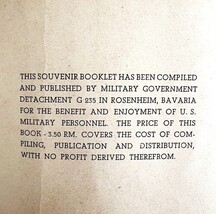 THIS SOUVENIR BOOKLET HAS BEEN COMPILED
AND PUBLISHED BY MILITARY GOVERNMENT
DETACHMENT G 235 IN ROSENHEIM, BAVARIA
FOR THE BENEFIT AND ENJOYMENT OF U. S.
MILITARY PERSONNEL. THE PRICE OF THIS
BOOK - 3.50 RM. COVERS THE COST OF COM-
PILING, PUBLICATION AND DISTRIBUTION,
WITH NO PROFIT DERIVED THEREFROM.